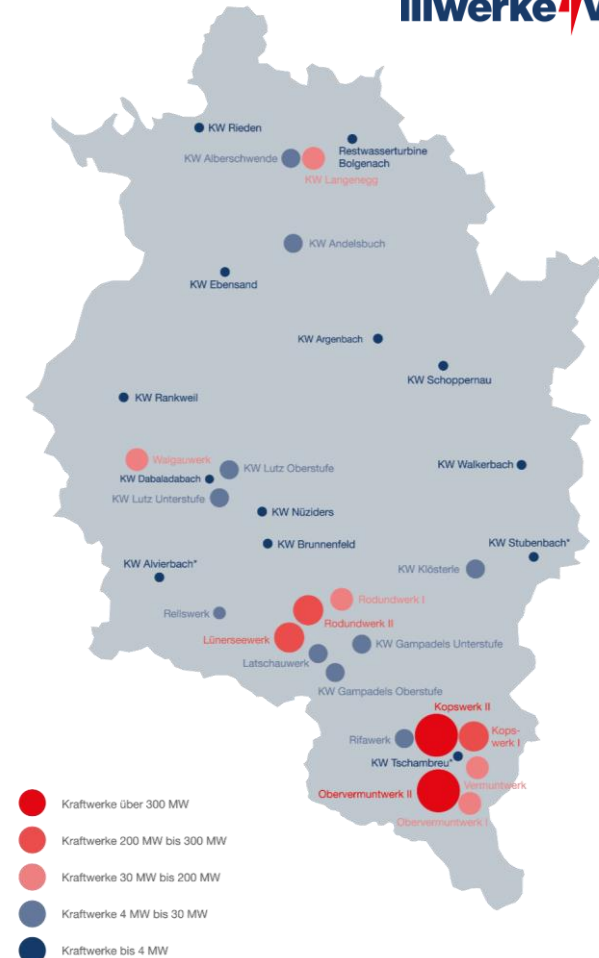 illwerke v
KW Rieden
KW Alberschwende
Restwasserturbine
Bolgenach
KW Langenegg
KW Andelsbuch
KW Ebensand
KW Argenbach
KW Schoppernau
KW Rankweil
Walgauwerk
KW Lutz Oberstufe
KW Walkerbach
KW Dabaladabach
KW Lutz Unterstufe
KW Nüziders
KW Stubenbach*
KW Brunnenfeld
KW Alvierbach*
KW Klösterle
Rellswerk
Rodundwerk I
Rodundwerk II
Lünerseewerk
KW Gampadels Unterstufe
Latschauwerk
KW Gampadels Oberstufe
Kopswerk II
Kops-
werk I
Rifawerk
KW Tschambreu*
Vermuntwerk
Obervermuntwerk II
Obervermuntwerk I
Kraftwerke über 300 MW
Kraftwerke 200 MW bis 300 MW
Kraftwerke 30 MW bis 200 MW
Kraftwerke 4 MW bis 30 MW
Kraftwerke bis 4 MW